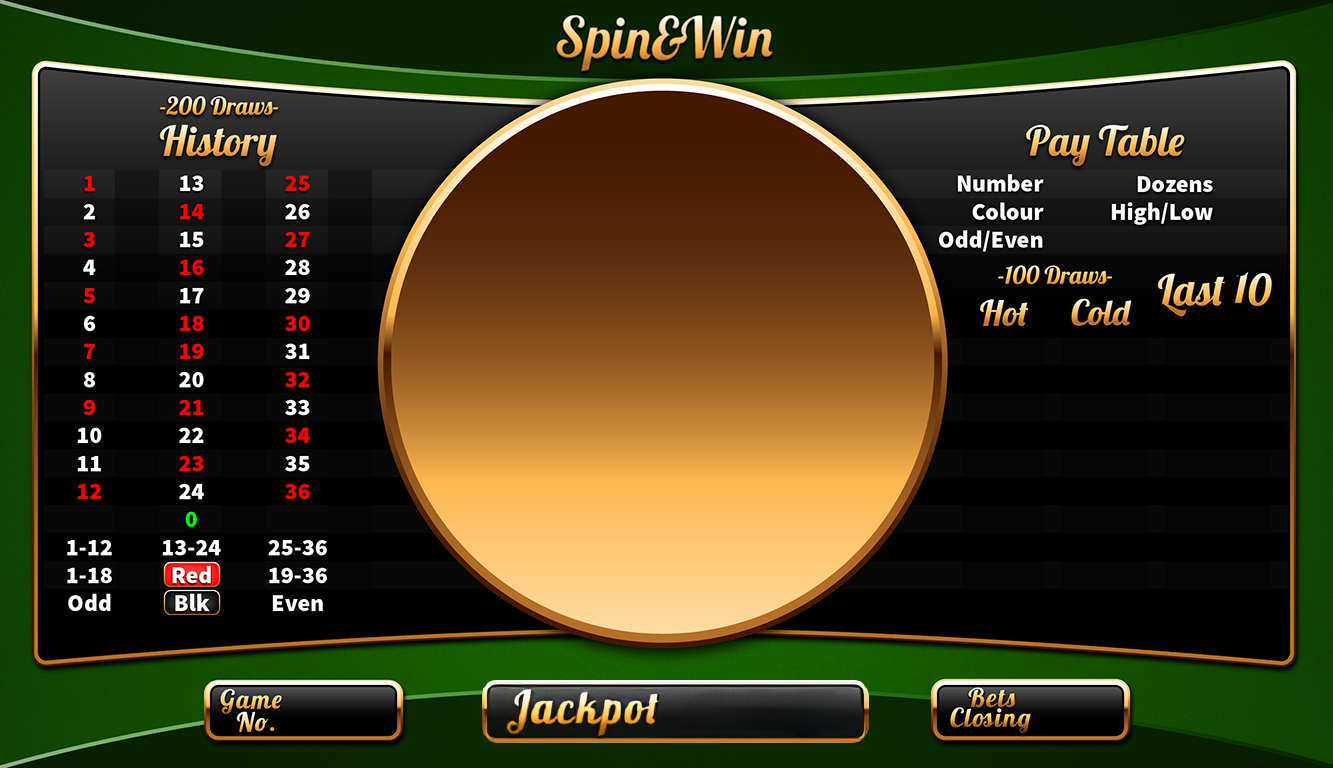 Spin&Win
-200 Draws-
History
1 13 25
2 14 26
3 15 27
4 16 28
5 17 29
6 18 30
7 19 31
8 20 32
9 21 33
10 22 34
11 23 35
12 24 36
0
1-12 13-24 25-36
1-18 Red 19-36
Odd Blk Even
Pay Table
Number Dozens
Colour High/Low
Odd/Even
-100 Draws-
Hot Cold
Last 10
Game
No.
Jackpot
Bets
Closing